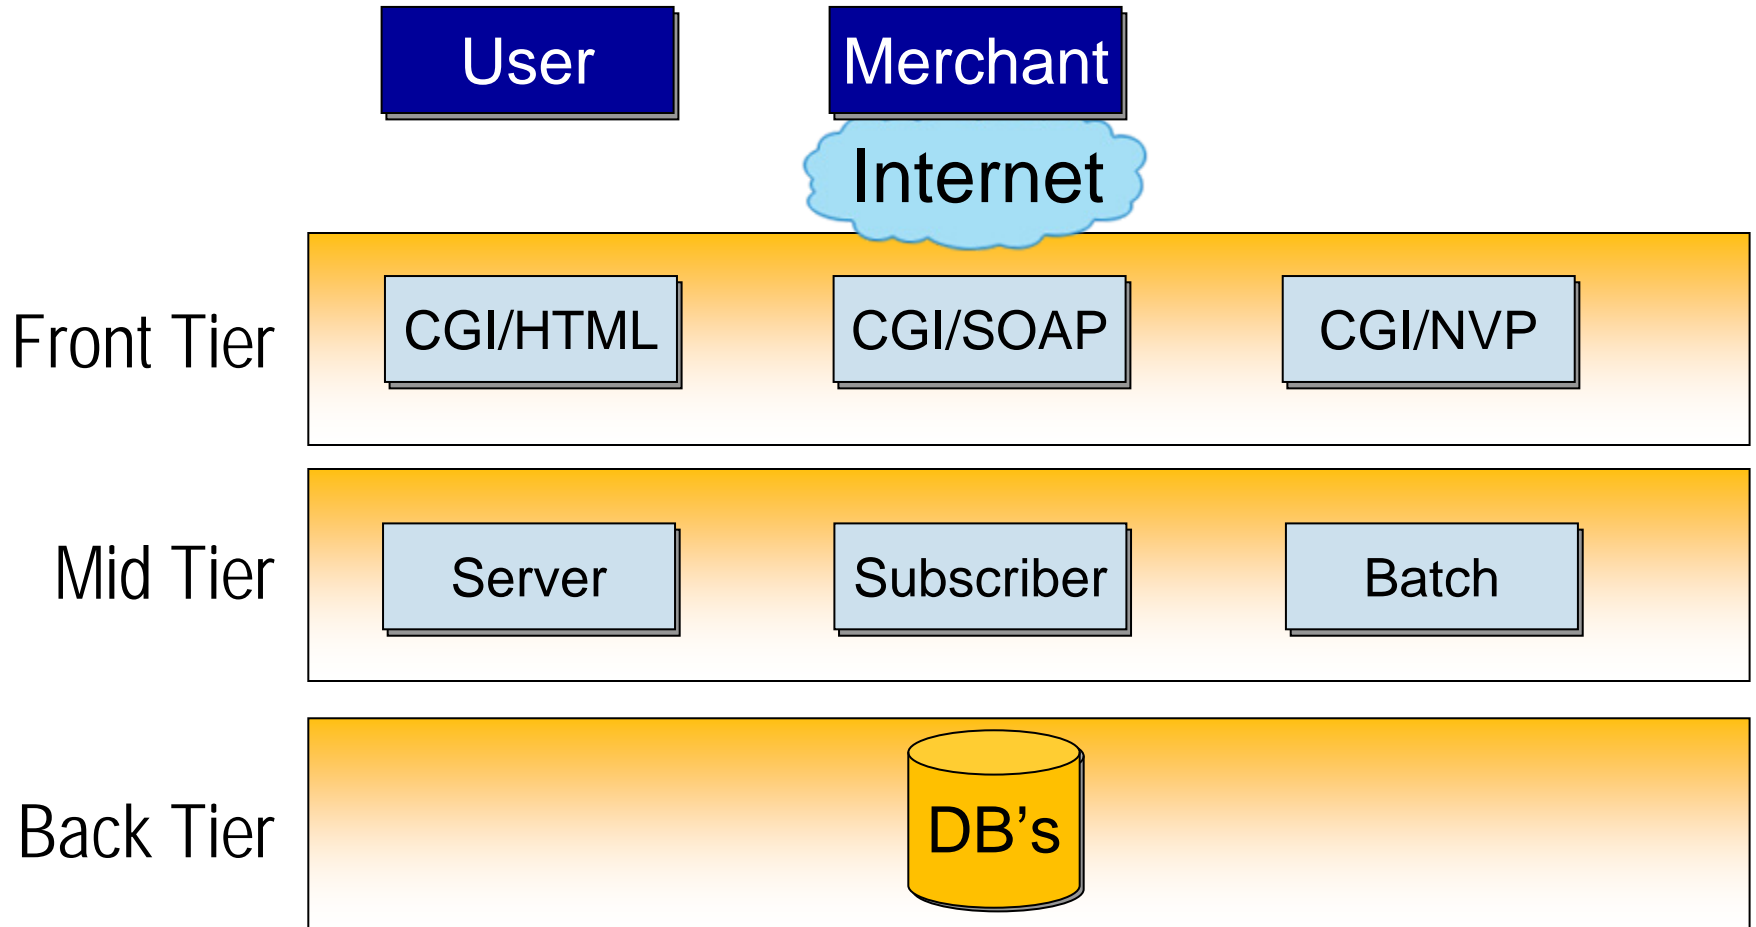 User
Merchant
Internet
Front Tier
CGI/HTML
CGI/SOAP
CGI/NVP
Mid Tier
Server
Subscriber
Batch
Back Tier
DB’s